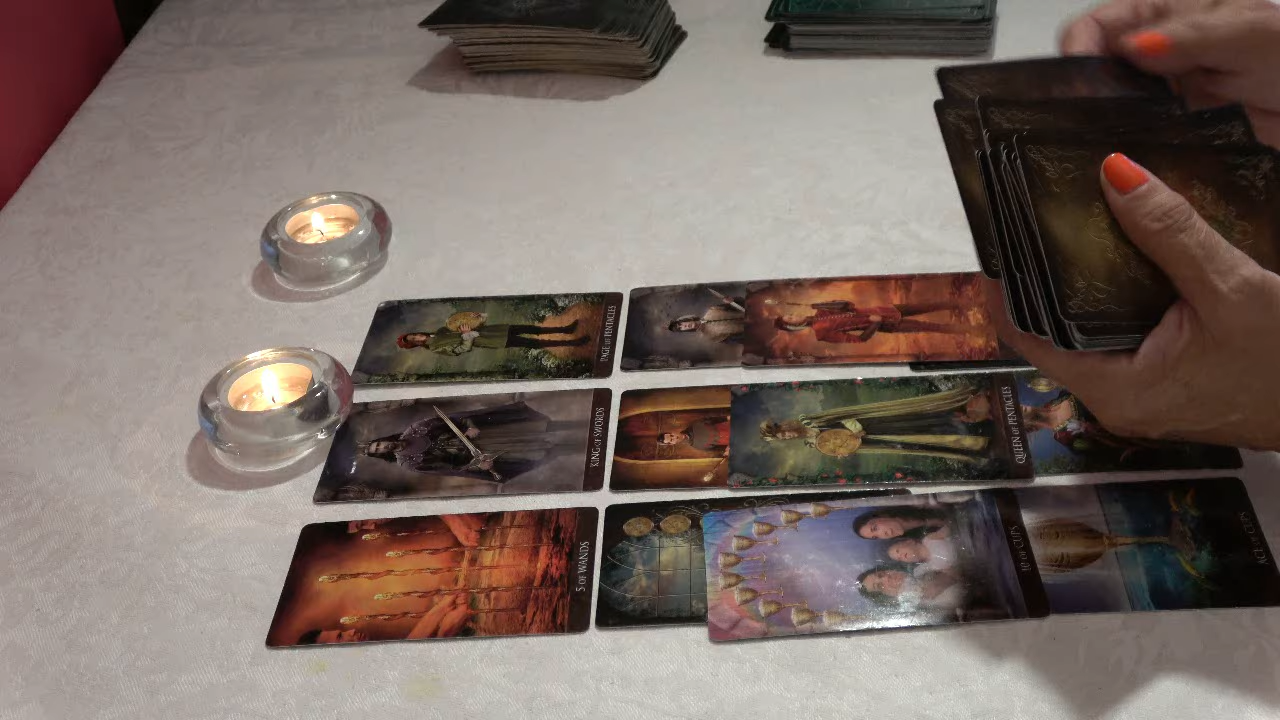 PAGE OF PENTACLES
KING OF SWORDS
QUEEN OF PENTACLES
5 OF WANDS
10 OF CUPS
ACE OF CUPS